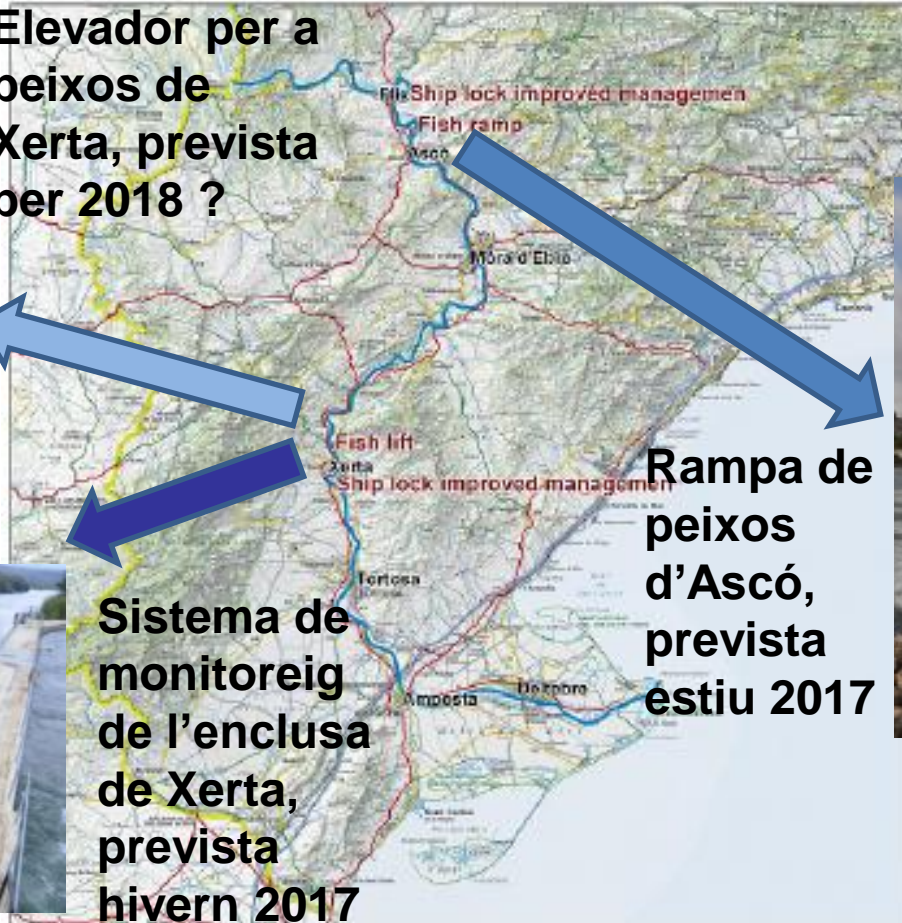 Elevador per a
peixos de
Xerta, prevista
per 2018 ?
Flix Ship lock improved managemen
Fish ramp
Ascó
Móra d'Ebre
Fish lift
Xerta
Ship lock improved managemen
Rampa de
peixos
d’Ascó,
prevista
estiu 2017
Tortosa
Amposta
Deltebre
Sistema de
monitoreig
de l’enclusa
de Xerta,
prevista
hivern 2017